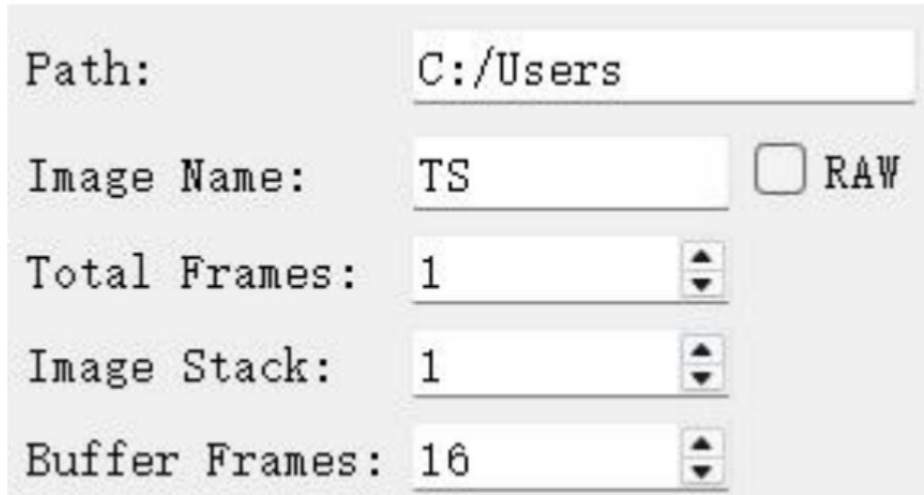 Path: C:/Users
Image Name: TS RAW
Total Frames: 1
Image Stack: 1
Buffer Frames: 16